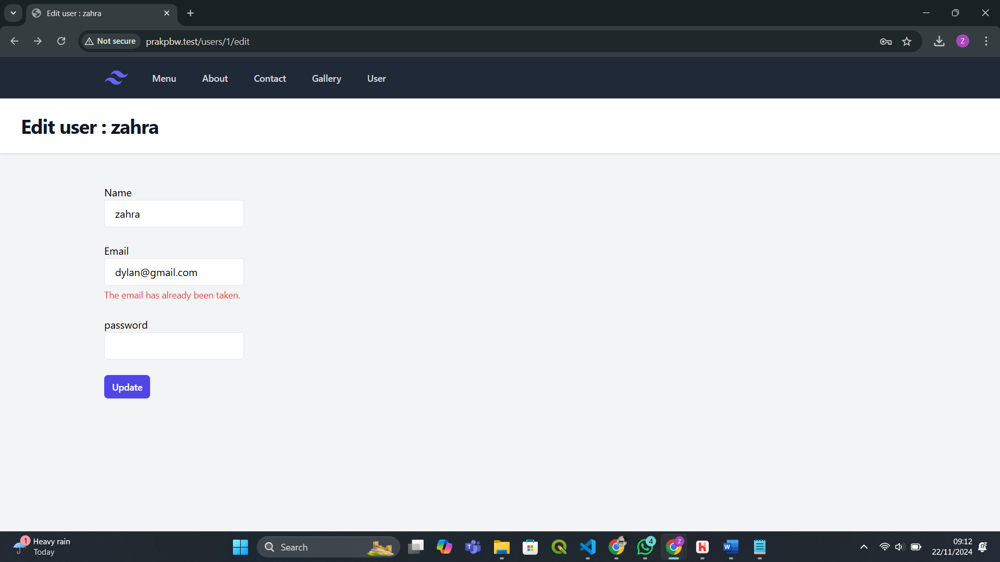 Edit user : zahra
Not secure
prakpbw.test/users/1/edit
Z
Menu
About
Contact
Gallery
User
Edit user : zahra
Name
zahra
Email
dylan@gmail.com
The email has already been taken.
password
Update
1
Heavy rain
Today
Search
T
4
Z
H
W
09:12
22/11/2024